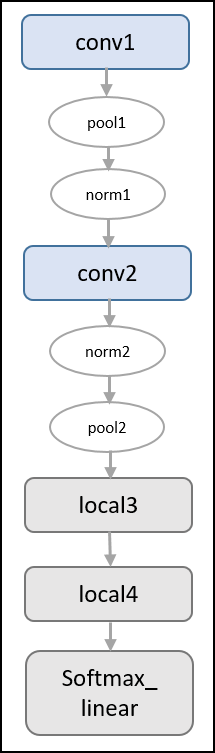 conv1
pool1
norm1
conv2
norm2
pool2
local3
local4
Softmax_
linear